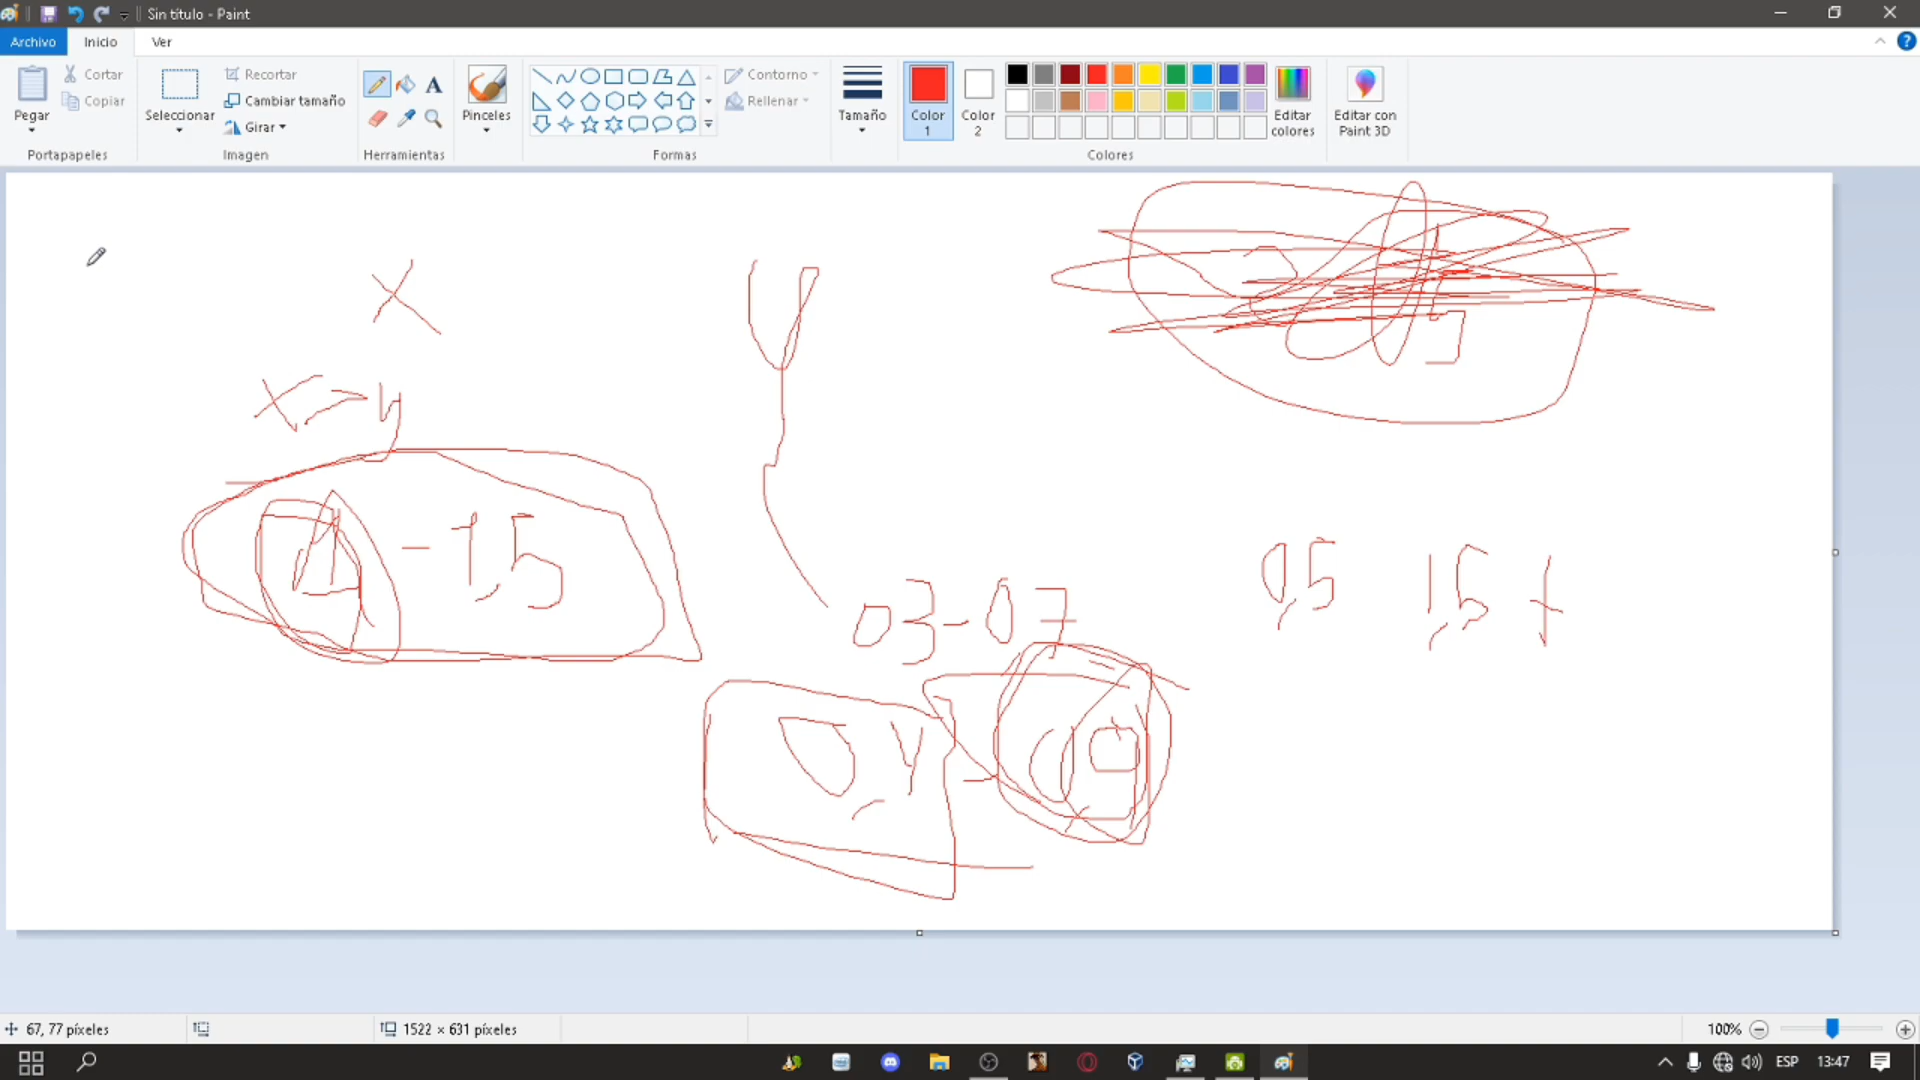 Sin título - Paint
Archivo Inicio Ver
Pegar
Cortar
Copiar
Portapapeles
Seleccionar
Recortar
Cambiar tamaño
Girar
Imagen
Herramientas
Pinceles
Contorno
Rellenar
Formas
Tamaño
Color 1
Color 2
Editar colores
Editar con Paint 3D
Colores
X y
X -> y
1 - 1,5
03-07
0,5 1,5 +
67, 77 píxeles
1522 × 631 píxeles
100%
ESP 13:47